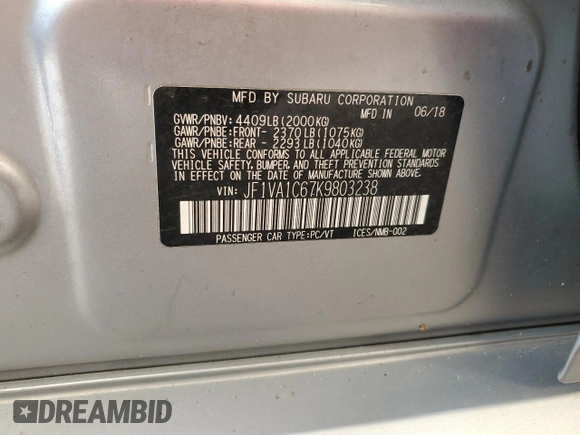 MFD BY SUBARU CORPORATION
MFD IN 06/18
GVWR/PNBV: 4409LB(2000KG)
GAWR/PNBE:FRONT- 2370LB(1075KG)
GAWR/PNBE:REAR - 2293LB(1040KG)
THIS VEHICLE CONFORMS TO ALL APPLICABLE FEDERAL MOTOR
VEHICLE SAFETY, BUMPER, AND THEFT PREVENTION STANDARDS
IN EFFECT ON THE DATE OF MANUFACTURE SHOWN ABOVE.
VIN: JF1VA1C67K9803238
PASSENGER CAR TYPE:PC/VT ICES/NMB-002
DREAMBID